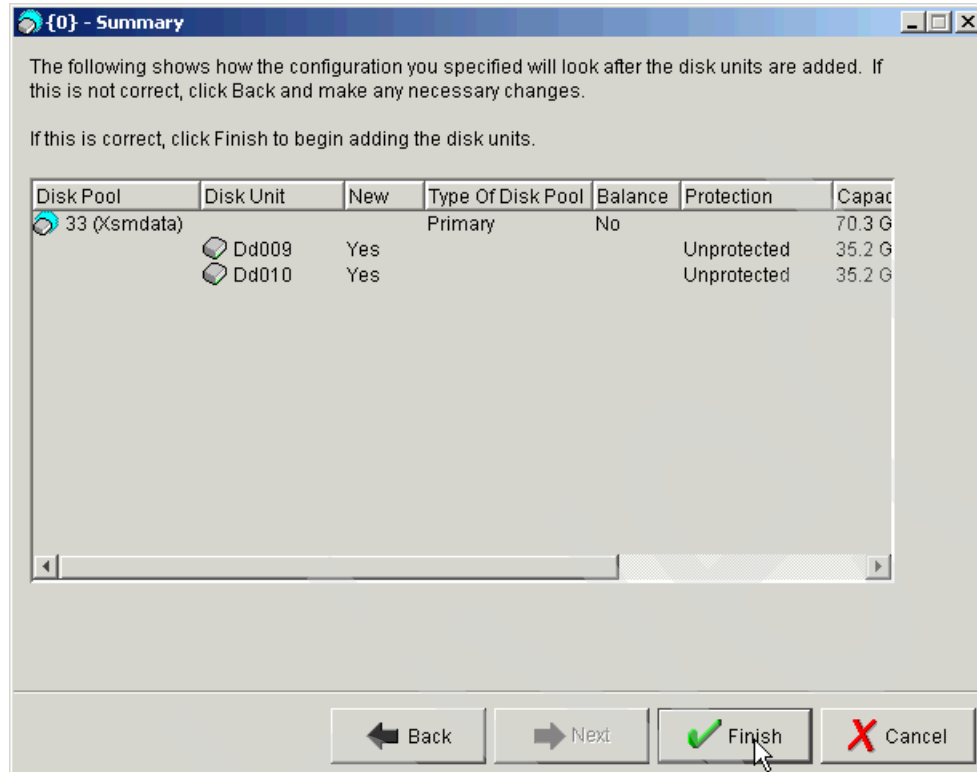 {0} - Summary
The following shows how the configuration you specified will look after the disk units are added. If
this is not correct, click Back and make any necessary changes.
If this is correct, click Finish to begin adding the disk units.
Disk Pool Disk Unit New Type Of Disk Pool Balance Protection Capac
33 (Xsmdata) Primary No 70.3 G
Dd009 Yes Unprotected 35.2 G
Dd010 Yes Unprotected 35.2 G
Back Next Finish Cancel